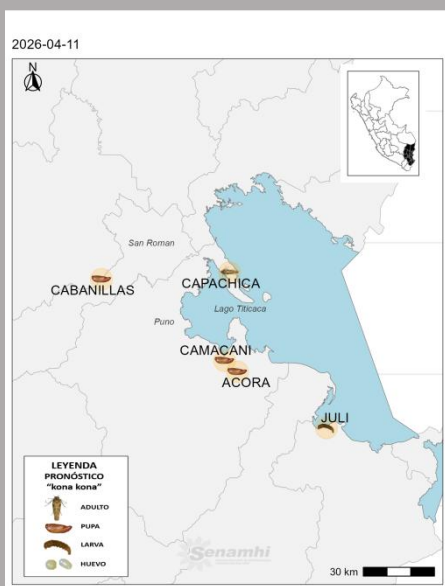 2026-04-11
N
San Roman
CABANILLAS
CAPACHICA
Lago Titicaca
Puno
CAMACANI
ACORA
JULI
LEYENDA
PRONÓSTICO
"kona kona"
ADULTO
PUPA
LARVA
HUEVO
Senamhi
30 km